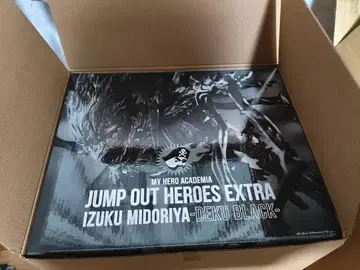 MY HERO ACADEMIA
JUMP OUT HEROES EXTRA
IZUKU MIDORIYA-DEKU BLACK-